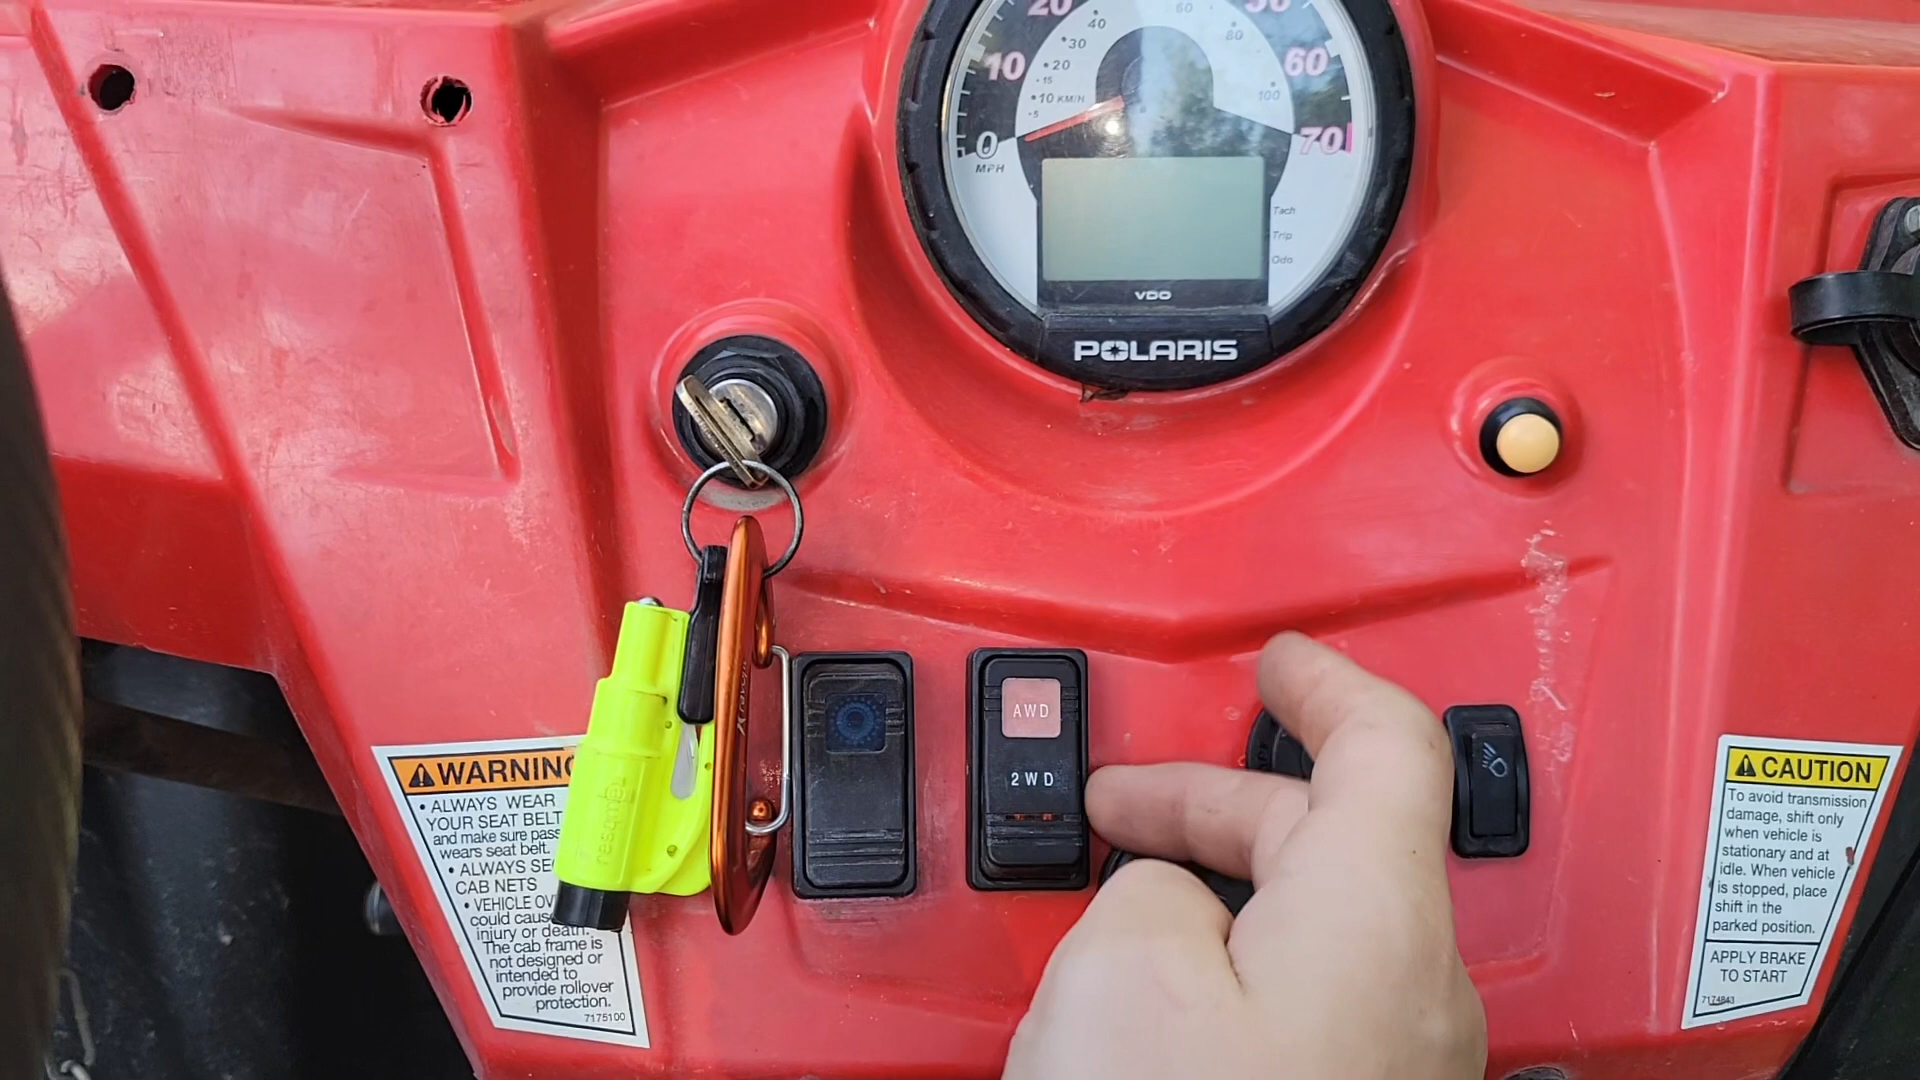 20
50
10
60
0
70
MPH
40
30
20
15
10 KM/H
5
60
80
100
Tach
Trip
Odo
VDO
POLARIS
AWD
2WD
resqme
WARNING
• ALWAYS WEAR
YOUR SEAT BELT
and make sure pass
wears seat belt.
• ALWAYS SE
CAB NETS
• VEHICLE OV
could cause
injury or death.
The cab frame is
not designed or
intended to
provide rollover
protection.
7175100
CAUTION
To avoid transmission
damage, shift only
when vehicle is
stationary and at
idle. When vehicle
is stopped, place
shift in the
parked position.
APPLY BRAKE
TO START
7174843